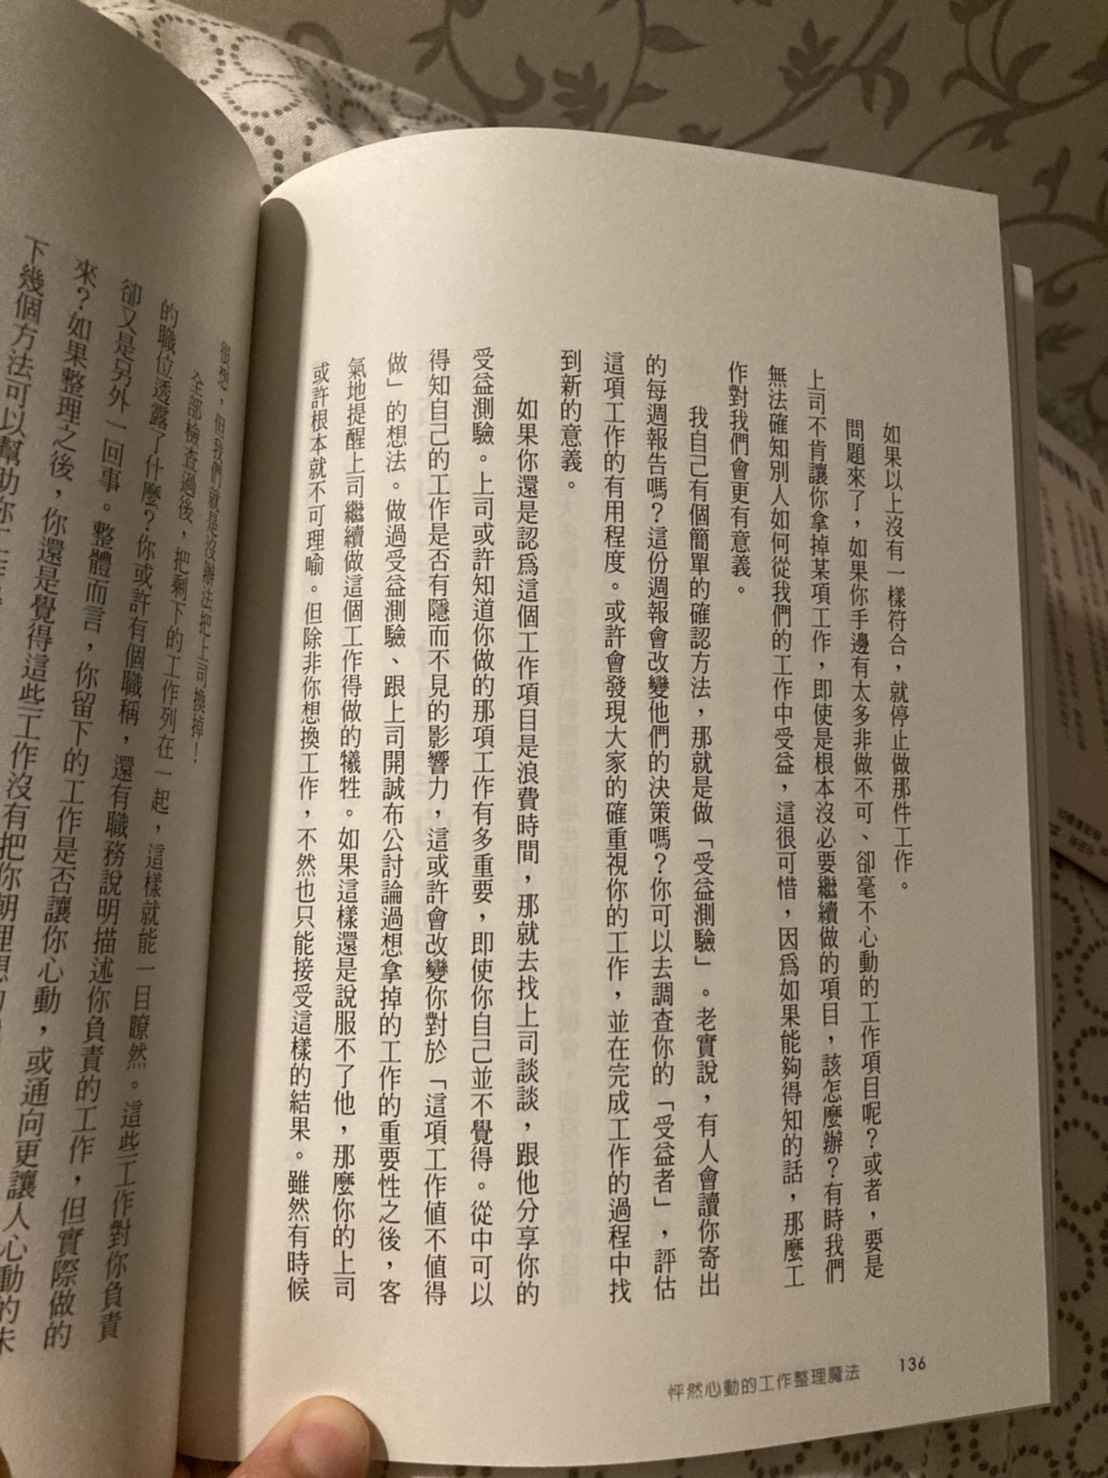 如果以上沒有一樣符合，就停止做那件工作。
問題來了，如果你手邊有太多非做不可、卻毫不心動的工作項目呢？或者，要是
上司不肯讓你拿掉某項工作，即使是根本沒必要繼續做的項目，該怎麼辦？有時我們
無法確知別人如何從我們的工作中受益，這很可惜，因為如果能夠得知的話，那麼工
作對我們會更有意義。
我自己有個簡單的確認方法，那就是做「受益測驗」。老實說，有人會讀你寄出
的每週報告嗎？這份週報會改變他們的決策嗎？你可以去調查你的「受益者」，評估
這項工作的有用程度。或許會發現大家的確重視你的工作，並在完成工作的過程中找
到新的意義。
如果你還是認為這個工作項目是浪費時間，那就去找上司談談，跟他分享你的
受益測驗。上司或許知道你做的那項工作有多重要，即使你自己並不覺得。從中可以
得知自己的工作是否有隱而不見的影響力，這或許會改變你對於「這項工作值不值得
做」的想法。做過受益測驗、跟上司開誠布公討論過想拿掉的工作的重要性之後，客
氣地提醒上司繼續做這個工作得做的犧牲。如果這樣還是說服不了他，那麼你的上司
或許根本就不可理喻。但除非你想換工作，不然也只能接受這樣的結果。雖然有時候
很想，但我們就是沒辦法把上司換掉！
全部檢查過後，把剩下的工作列在一起，這樣就能一目瞭然。這些工作對你負責
的職位透露了什麼？你或許有個職稱，還有職務說明描述你負責的工作，但實際做的
卻又是另外一回事。整體而言，你留下的工作是否讓你心動，或通向更讓人心動的未
來？如果整理之後，你還是覺得這些工作沒有把你朝理想的
下幾個方法可以幫助你
136
怦然心動的工作整理魔法